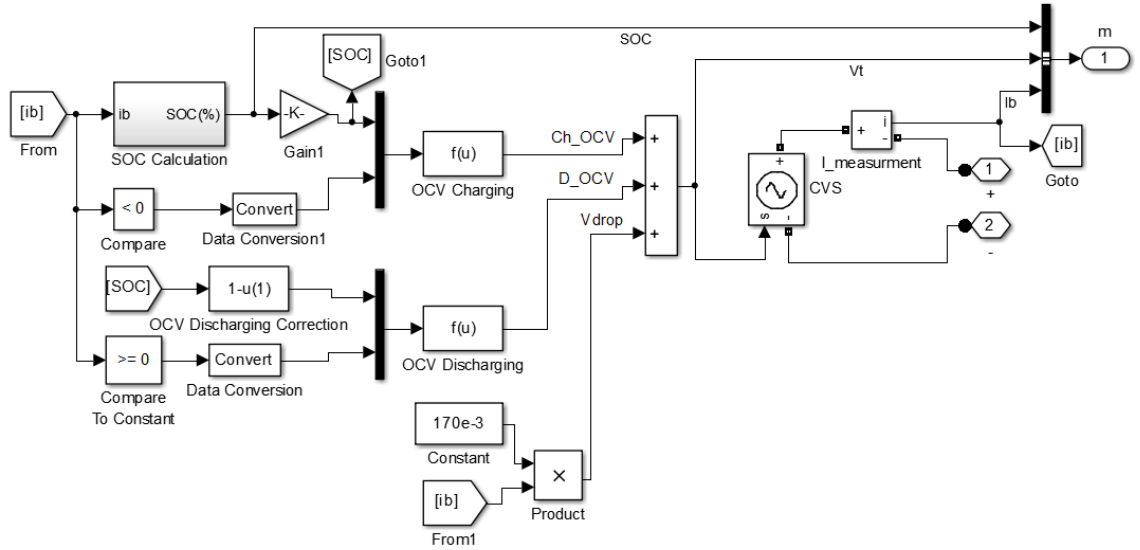 m
1
SOC
[SOC]
Goto1
Vt
[ib]
From
ib
SOC(%)
SOC Calculation
-K-
Gain1
Ib
+
i
-
I_measurment
[ib]
Goto
f(u)
OCV Charging
Ch_OCV
+
D_OCV
+
Vdrop
+
+
CVS
s
-
1
+
2
-
< 0
Compare
Convert
Data Conversion1
[SOC]
1-u(1)
OCV Discharging Correction
f(u)
OCV Discharging
>= 0
Compare
To Constant
Convert
Data Conversion
170e-3
Constant
×
Product
[ib]
From1